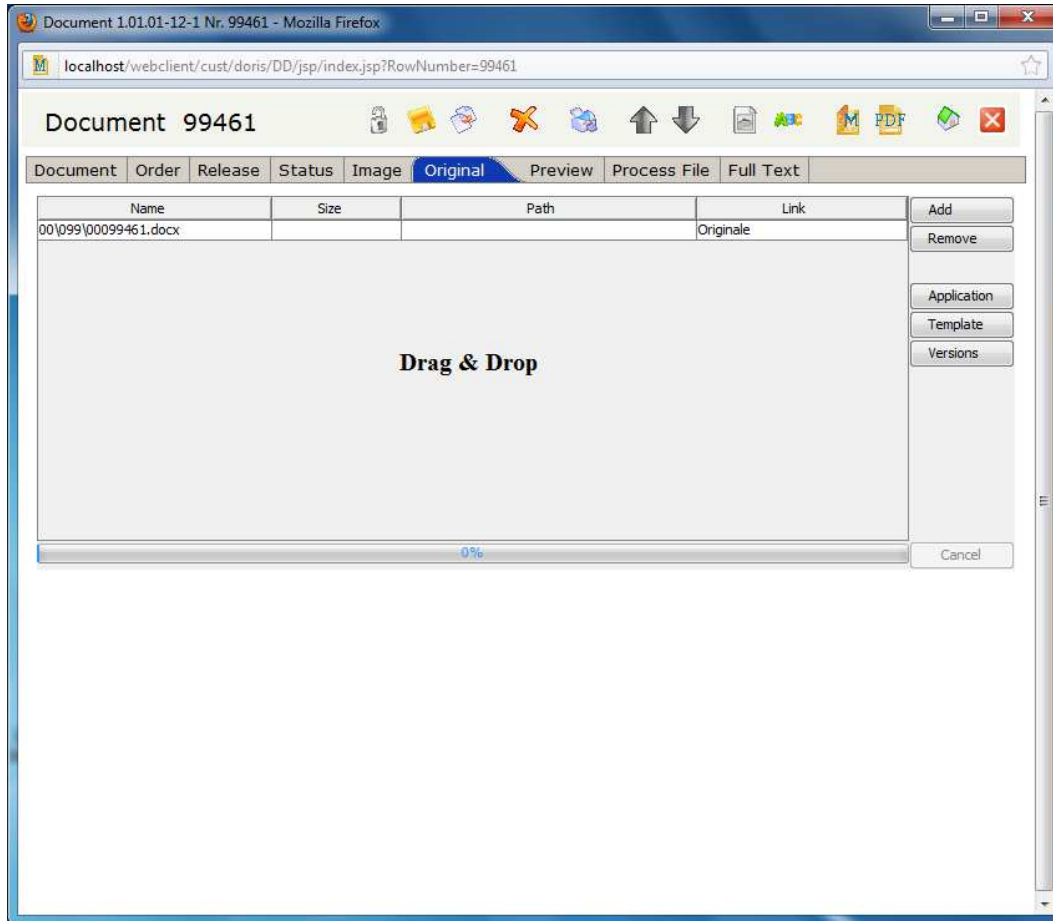 Document 1.01.01-12-1 Nr. 99461 - Mozilla Firefox
localhost/webclient/cust/doris/DD/jsp/index.jsp?RowNumber=99461
Document 99461
ABC
M PDF
Document Order Release Status Image Original Preview Process File Full Text
Name Size Path Link
00\099\00099461.docx Originale
Add
Remove
Application
Template
Versions
Drag & Drop
0%
Cancel